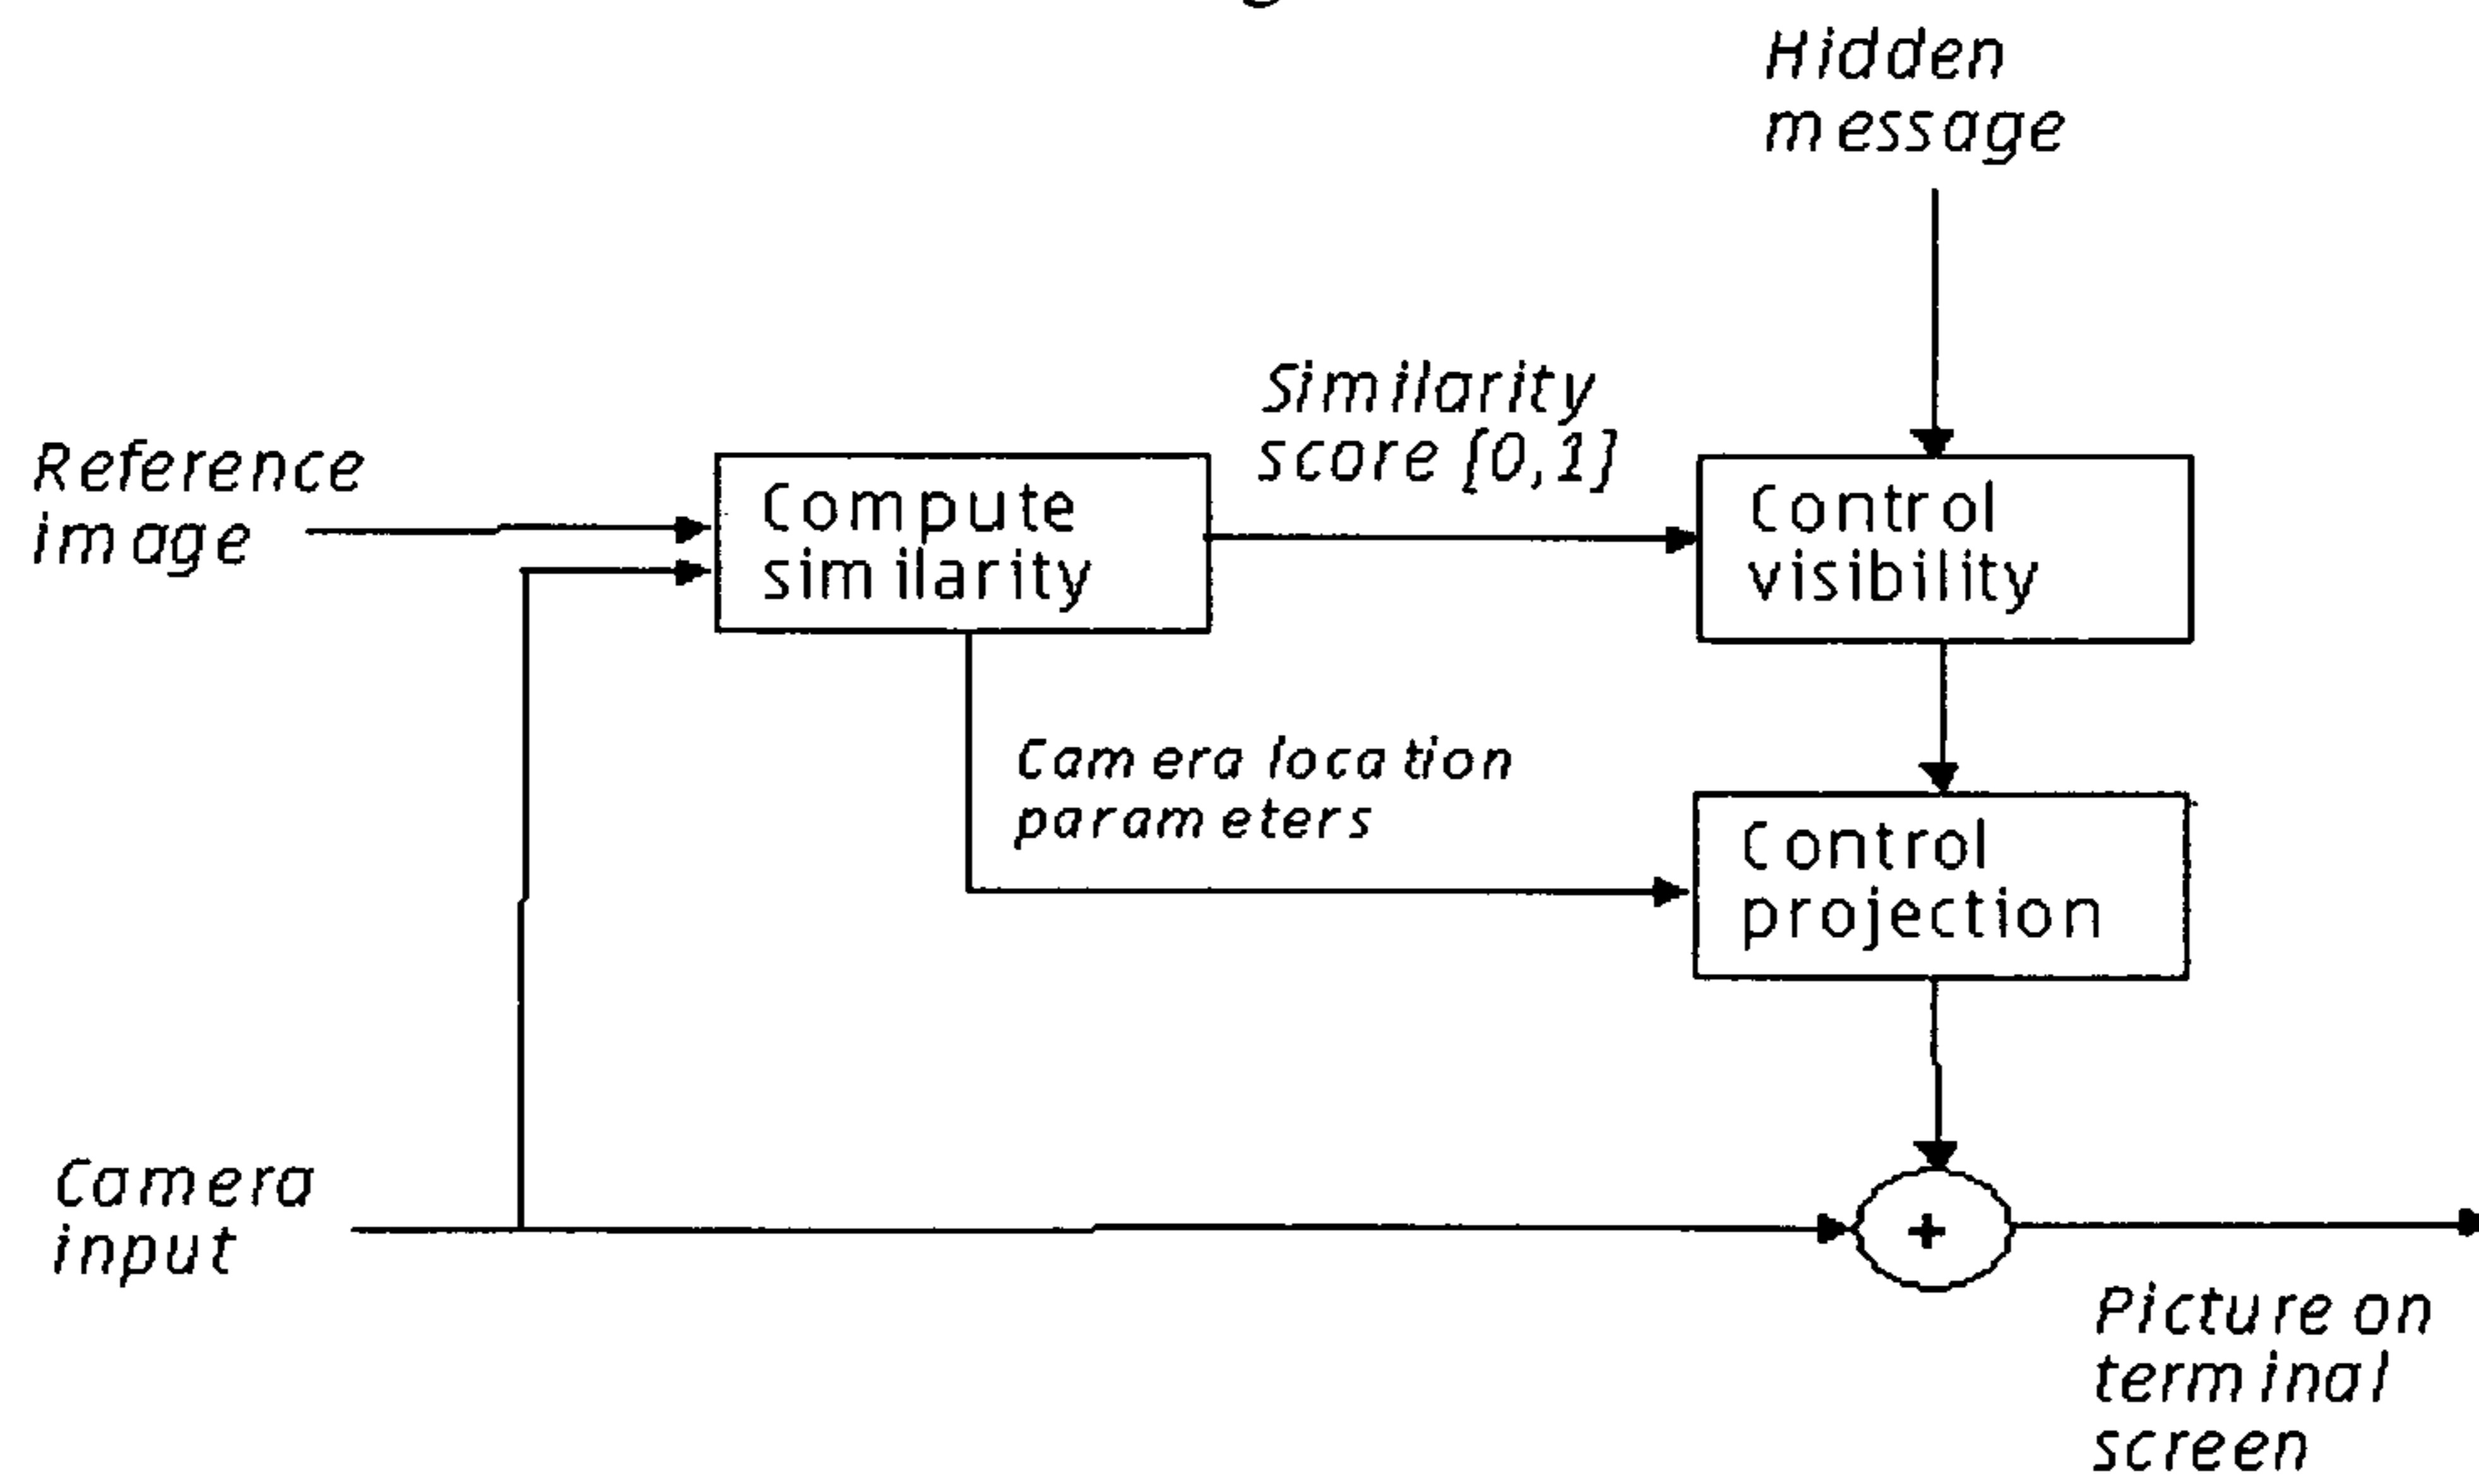 Hidden
message
Similarity
score [0,1]
Reference
image
Compute
similarity
Control
visibility
Camera location
parameters
Control
projection
Camera
input
+
Picture on
terminal
screen